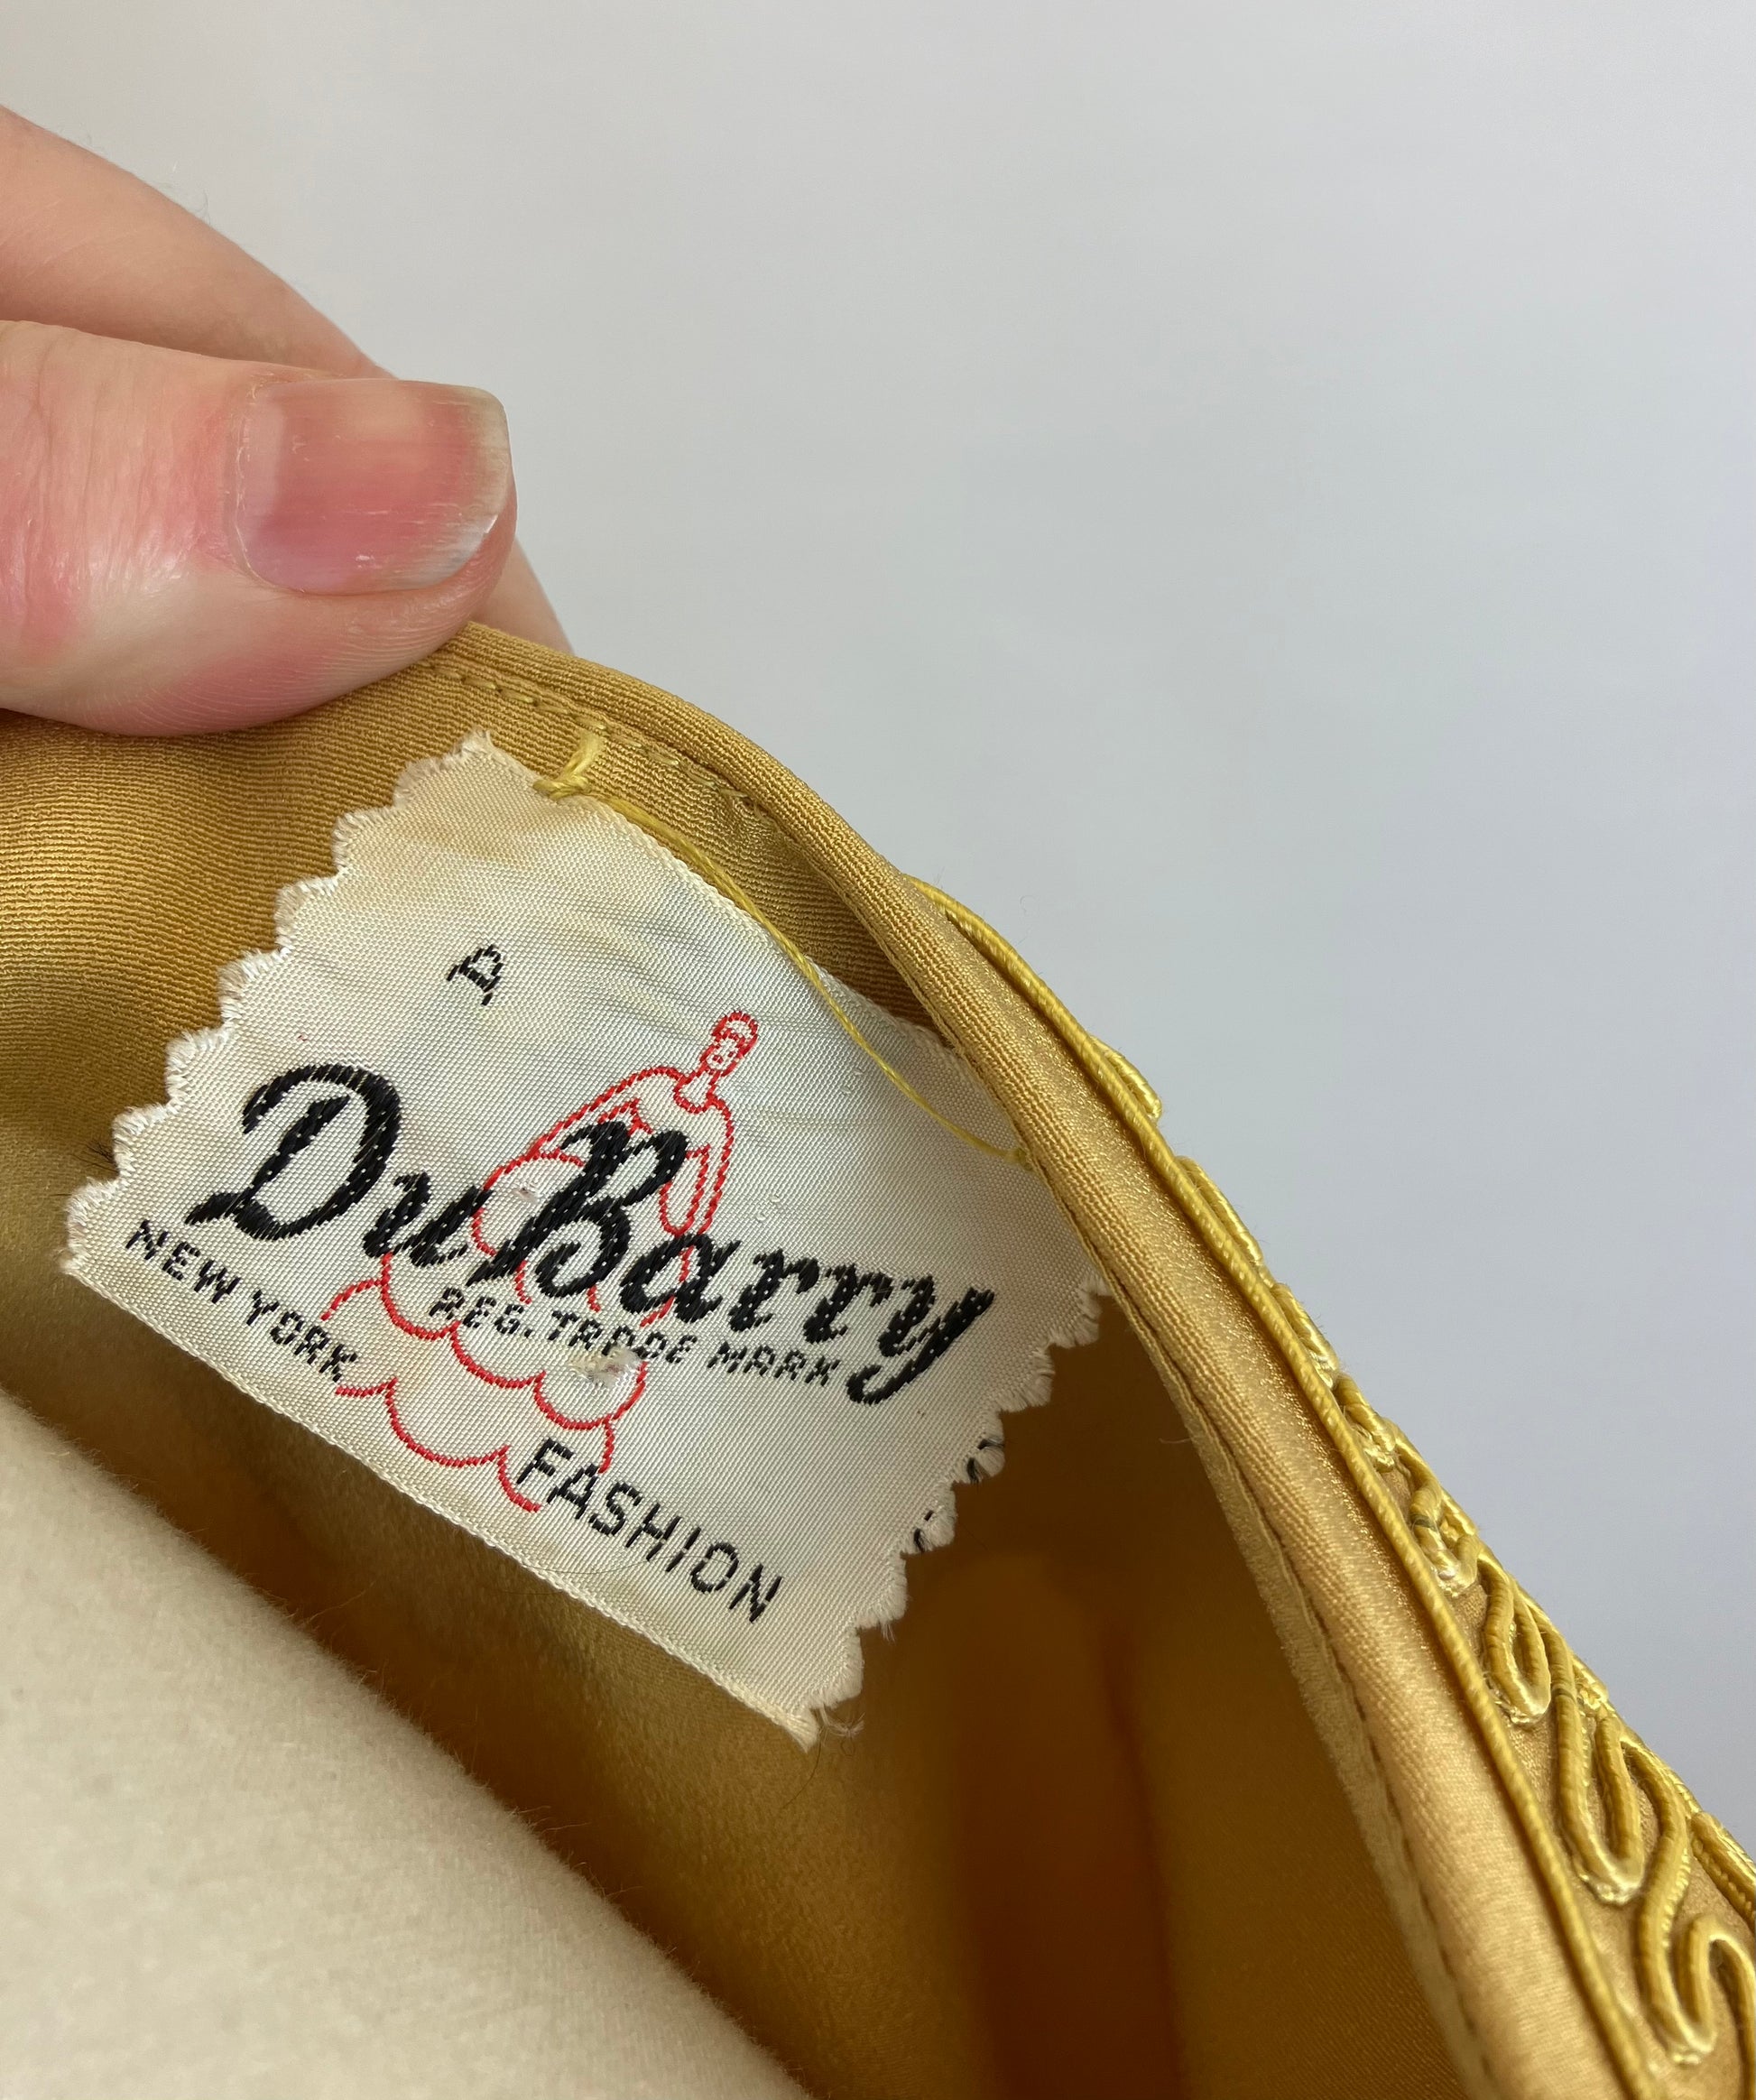 A
DuBarry
REG. TRADE MARK
NEW YORK
FASHION